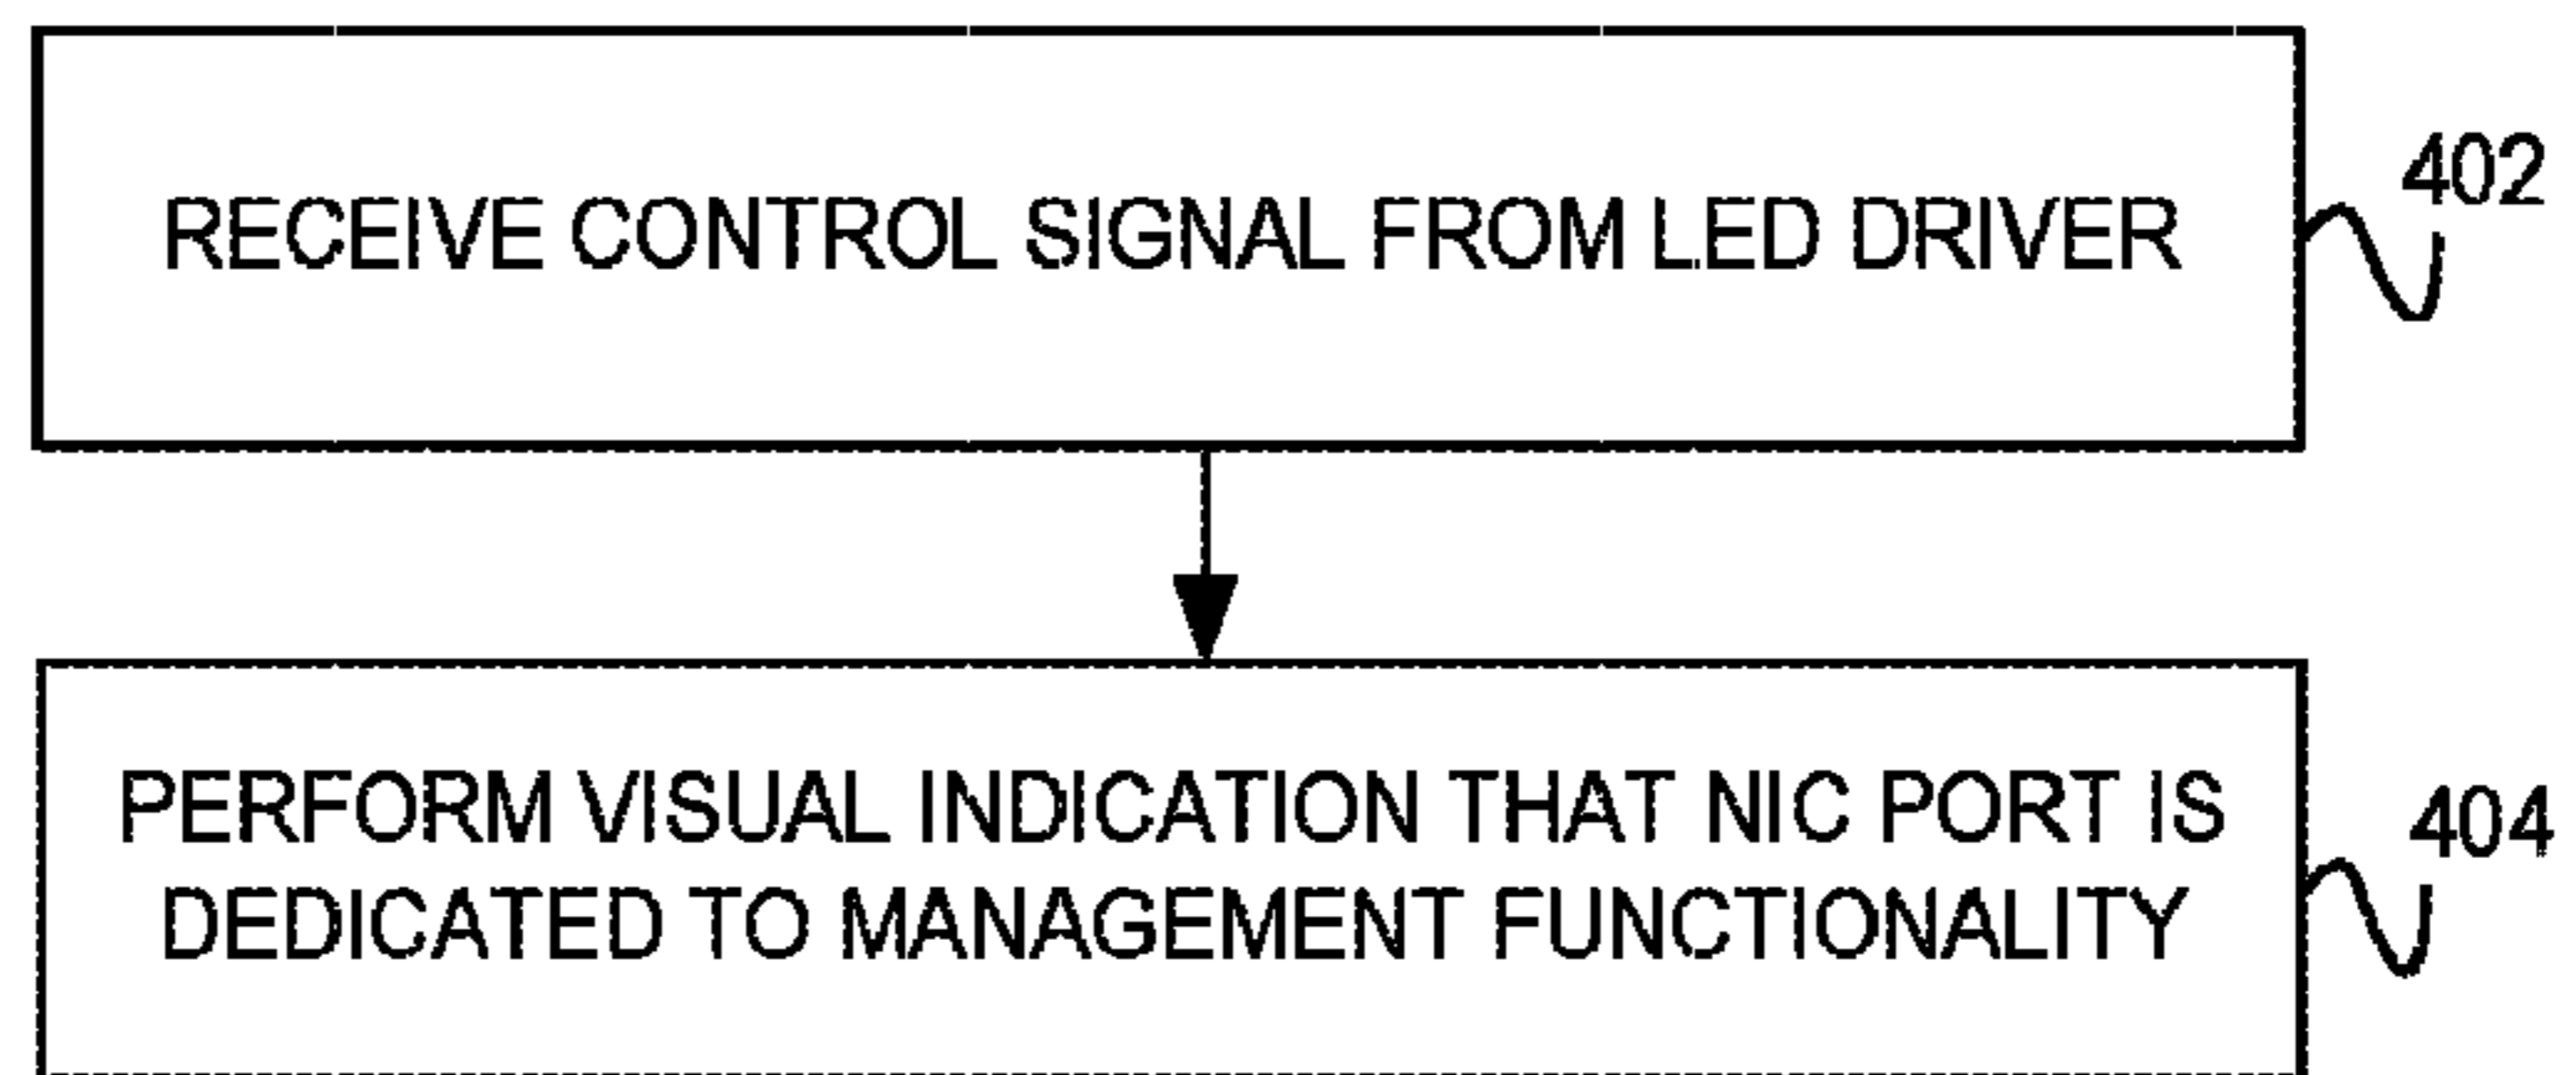 RECEIVE CONTROL SIGNAL FROM LED DRIVER
402
PERFORM VISUAL INDICATION THAT NIC PORT IS
DEDICATED TO MANAGEMENT FUNCTIONALITY
404